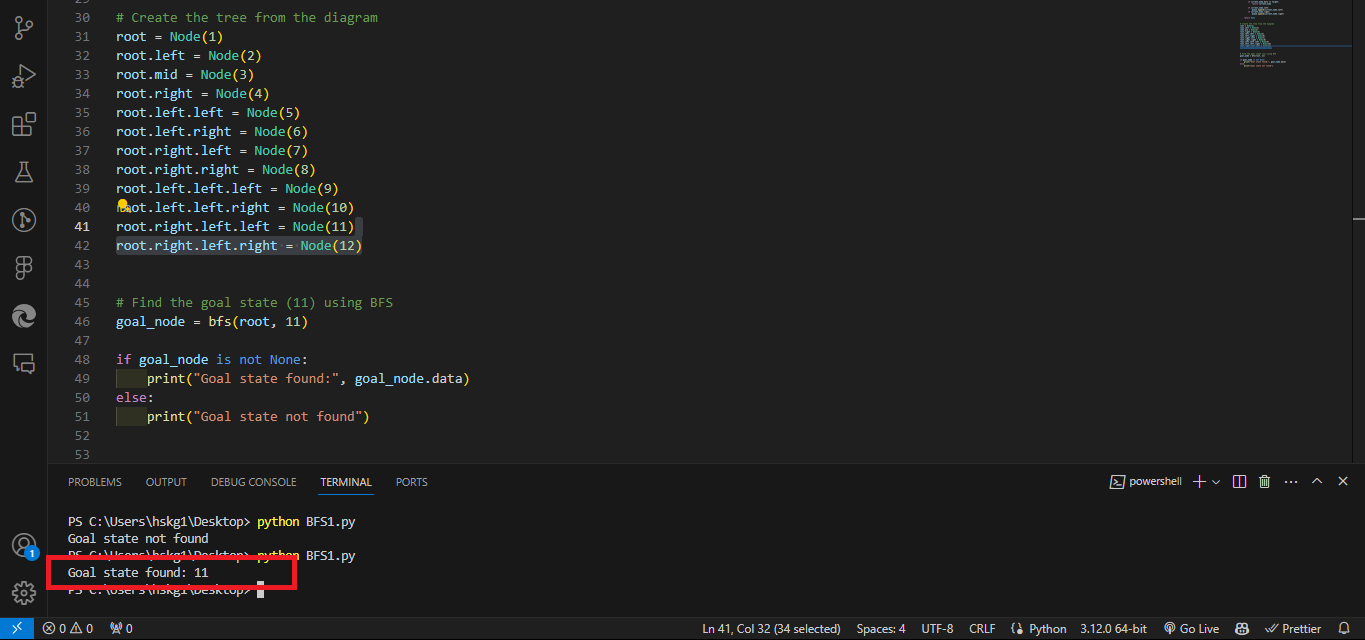 29
30 # Create the tree from the diagram
31 root = Node(1)
32 root.left = Node(2)
33 root.mid = Node(3)
34 root.right = Node(4)
35 root.left.left = Node(5)
36 root.left.right = Node(6)
37 root.right.left = Node(7)
38 root.right.right = Node(8)
39 root.left.left.left = Node(9)
40 root.left.left.right = Node(10)
41 root.right.left.left = Node(11)
42 root.right.left.right = Node(12)
43
44
45 # Find the goal state (11) using BFS
46 goal_node = bfs(root, 11)
47
48 if goal_node is not None:
49 print("Goal state found:", goal_node.data)
50 else:
51 print("Goal state not found")
52
53
PROBLEMS OUTPUT DEBUG CONSOLE TERMINAL PORTS powershell
PS C:\Users\hskg1\Desktop> python BFS1.py
Goal state not found
PS C:\Users\hskg1\Desktop> python BFS1.py
Goal state found: 11
PS C:\Users\hskg1\Desktop>
1
0 0 0 Ln 41, Col 32 (34 selected) Spaces: 4 UTF-8 CRLF Python 3.12.0 64-bit Go Live Prettier